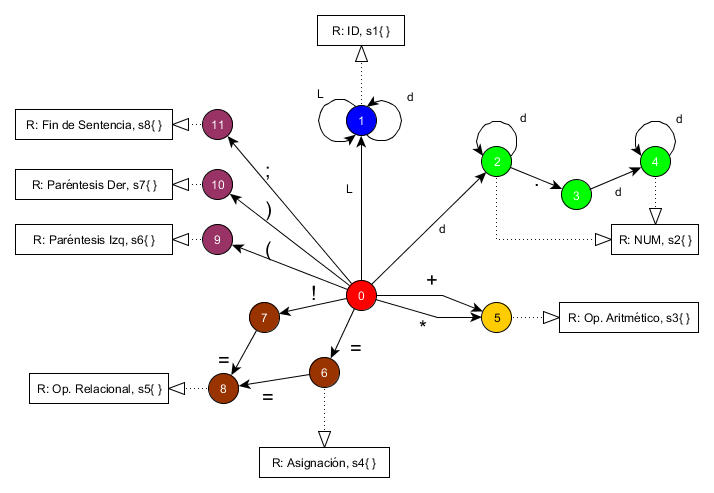 R: ID, s1{ }
L
d
1
R: Fin de Sentencia, s8{ }
11
d
d
2
4
;
R: Paréntesis Der, s7{ }
10
.
3
d
L
)
d
R: Paréntesis Izq, s6{ }
9
(
R: NUM, s2{ }
!
0
+
7
*
5
R: Op. Aritmético, s3{ }
=
=
R: Op. Relacional, s5{ }
8
=
6
R: Asignación, s4{ }